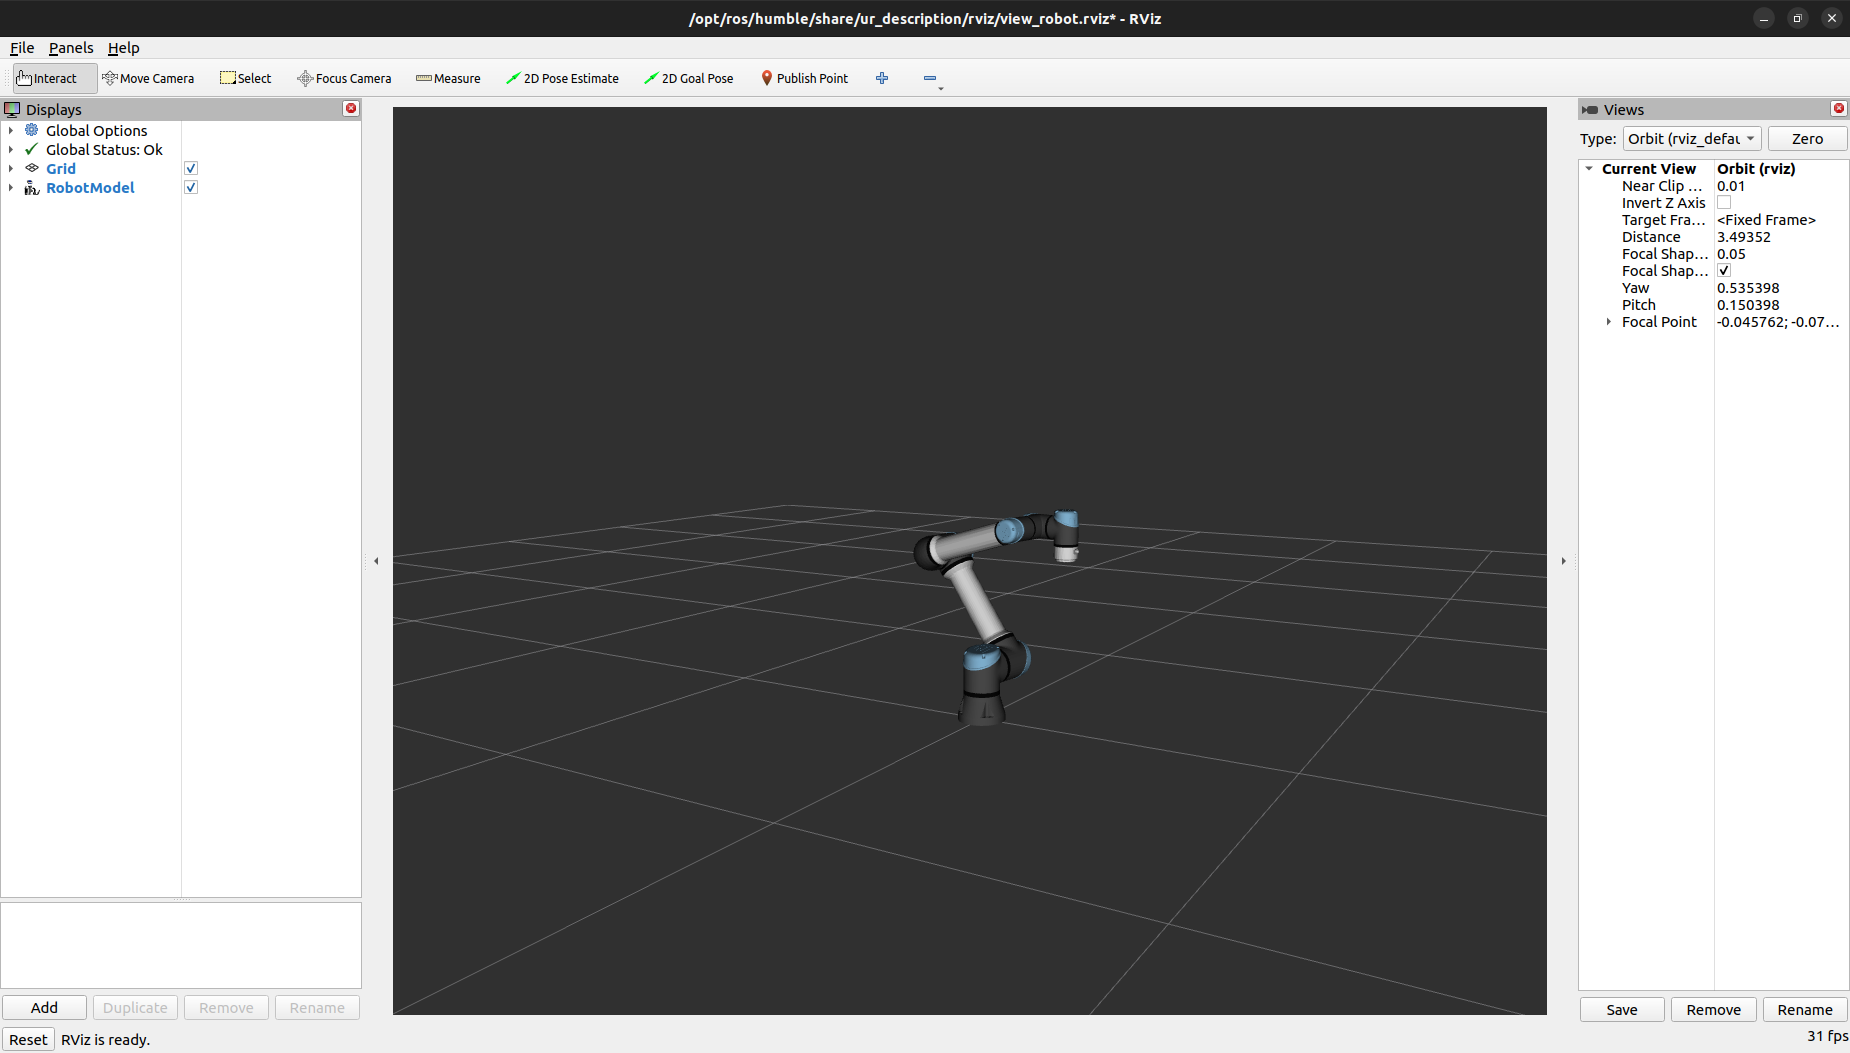 /opt/ros/humble/share/ur_description/rviz/view_robot.rviz* - RViz
File Panels Help
Interact Move Camera Select Focus Camera Measure 2D Pose Estimate 2D Goal Pose Publish Point
Displays
Global Options
Global Status: Ok
Grid
RobotModel
Add Duplicate Remove Rename
Reset RViz is ready.
Views
Type: Orbit (rviz_defau Zero
Current View Orbit (rviz)
Near Clip ... 0.01
Invert Z Axis
Target Fra... <Fixed Frame>
Distance 3.49352
Focal Shap... 0.05
Focal Shap...
Yaw 0.535398
Pitch 0.150398
Focal Point -0.045762; -0.07...
Save Remove Rename
31 fps